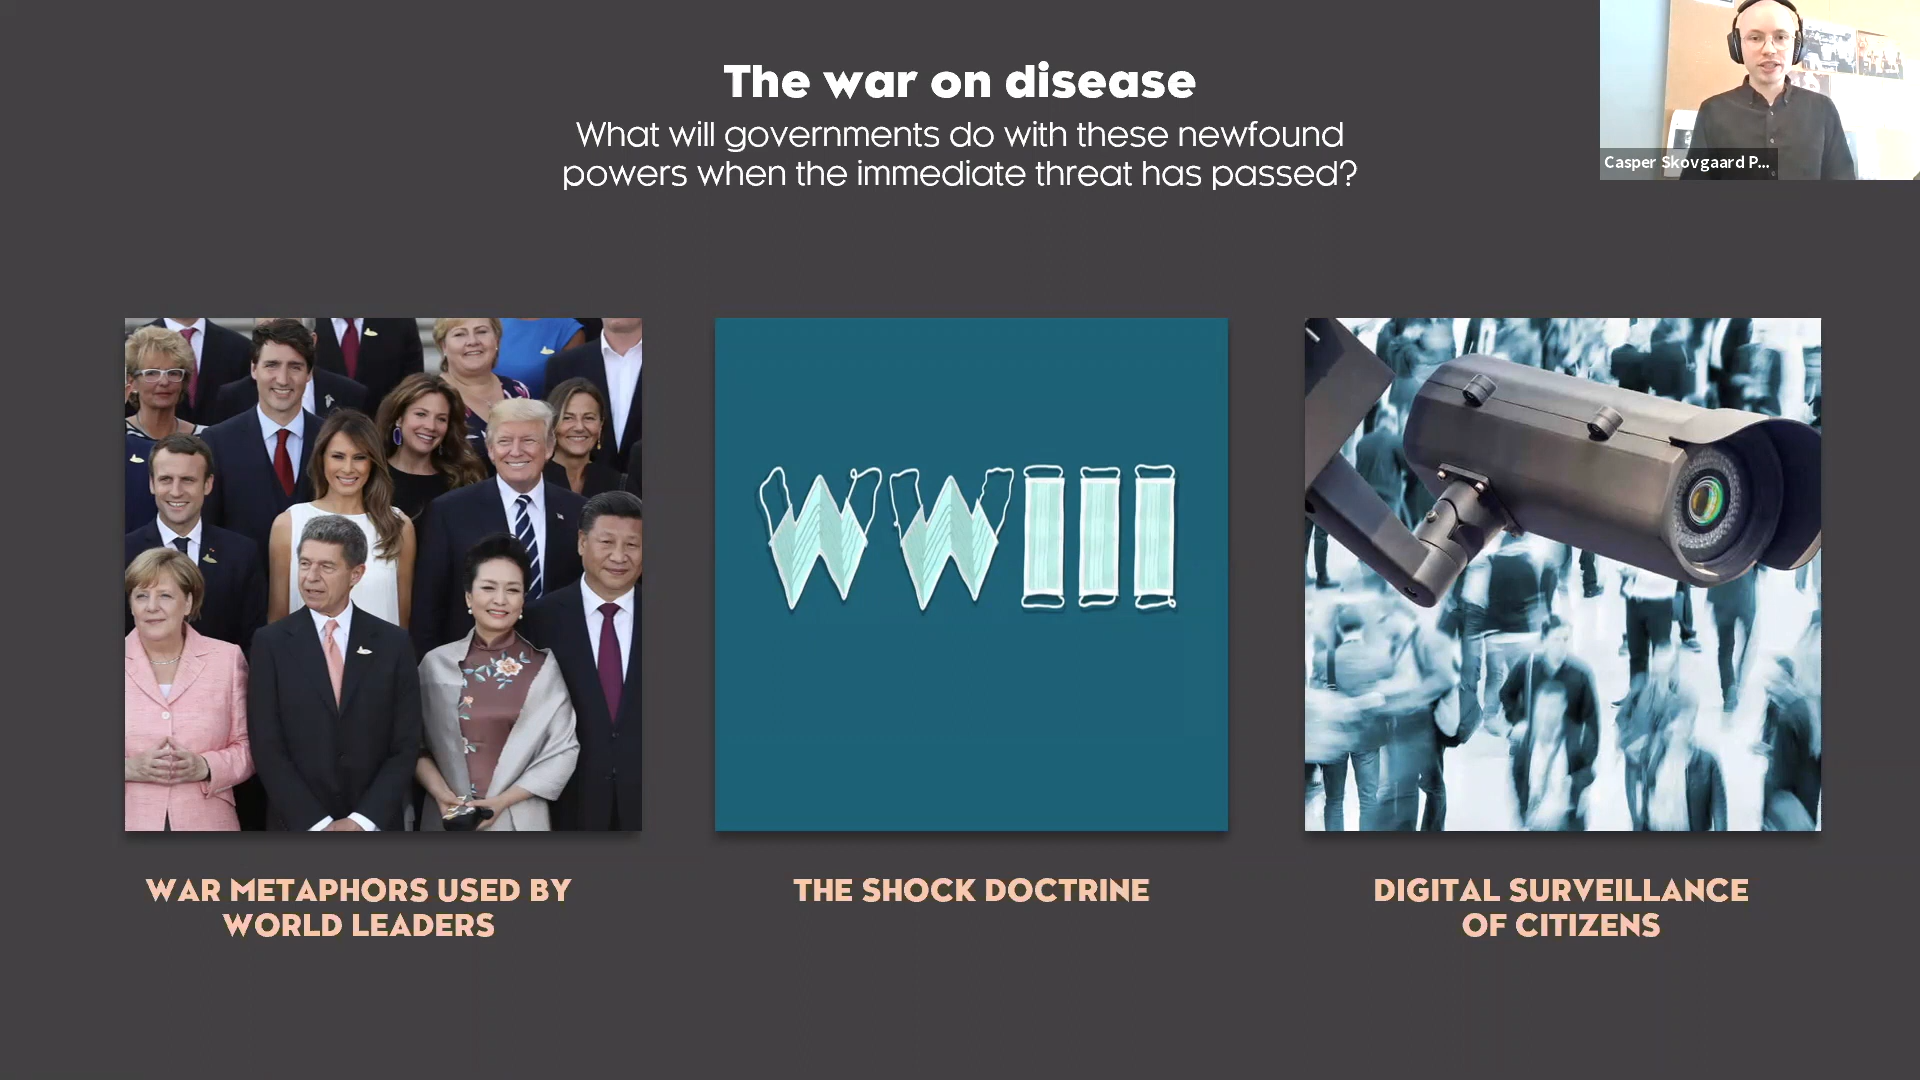 The war on disease
What will governments do with these newfound
powers when the immediate threat has passed?
Casper Skovgaard P...
WWIII
WAR METAPHORS USED BY
WORLD LEADERS
THE SHOCK DOCTRINE
DIGITAL SURVEILLANCE
OF CITIZENS